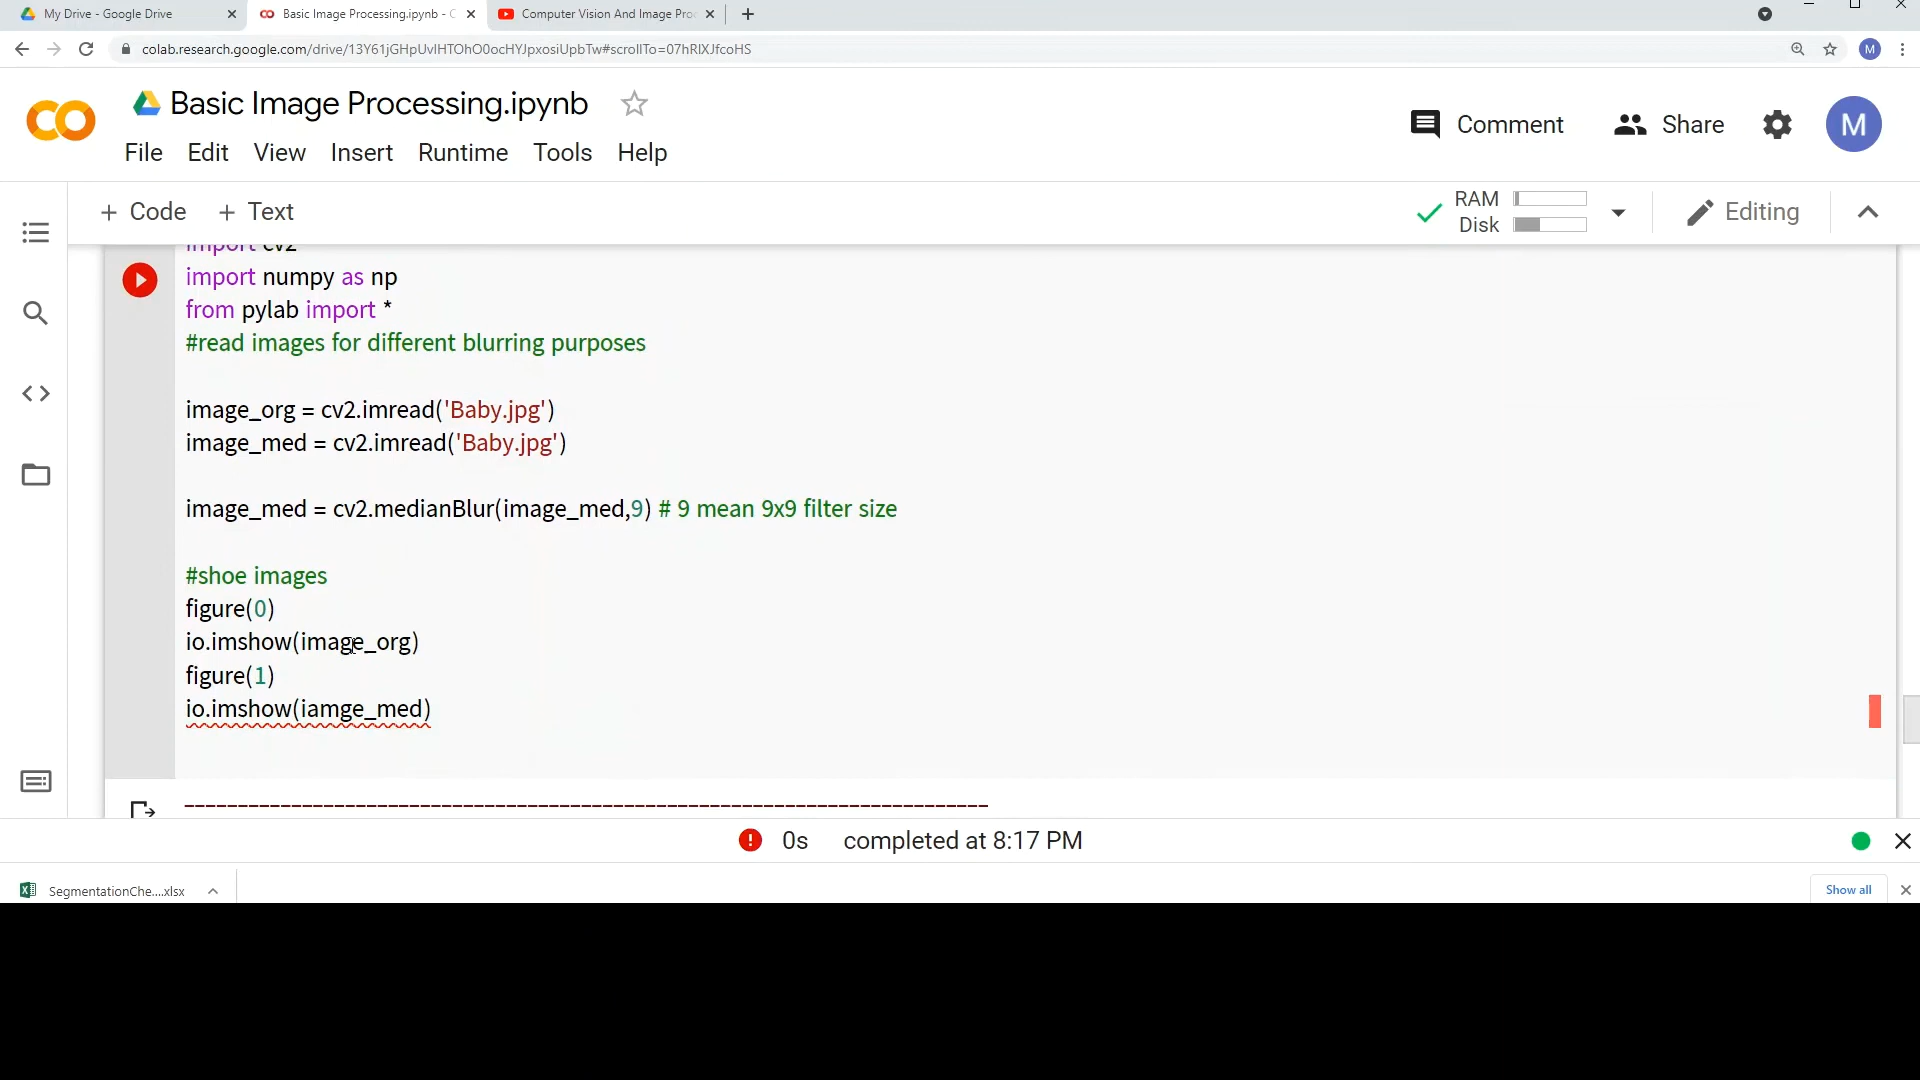 My Drive - Google Drive
Basic Image Processing.ipynb - C
Computer Vision And Image Proc
colab.research.google.com/drive/13Y61jGHpUvIHTOhO0ocHYJpxosiUpbTw#scrollTo=07hRlXJfcoHS
M
Basic Image Processing.ipynb
Comment
Share
M
File Edit View Insert Runtime Tools Help
+ Code + Text
RAM
Disk
Editing
import cv2
import numpy as np
from pylab import *
#read images for different blurring purposes
image_org = cv2.imread('Baby.jpg')
image_med = cv2.imread('Baby.jpg')
image_med = cv2.medianBlur(image_med,9) # 9 mean 9x9 filter size
#shoe images
figure(0)
io.imshow(image_org)
figure(1)
io.imshow(iamge_med)
---------------------------------------------------------------------------
0s completed at 8:17 PM
SegmentationChe....xlsx
Show all